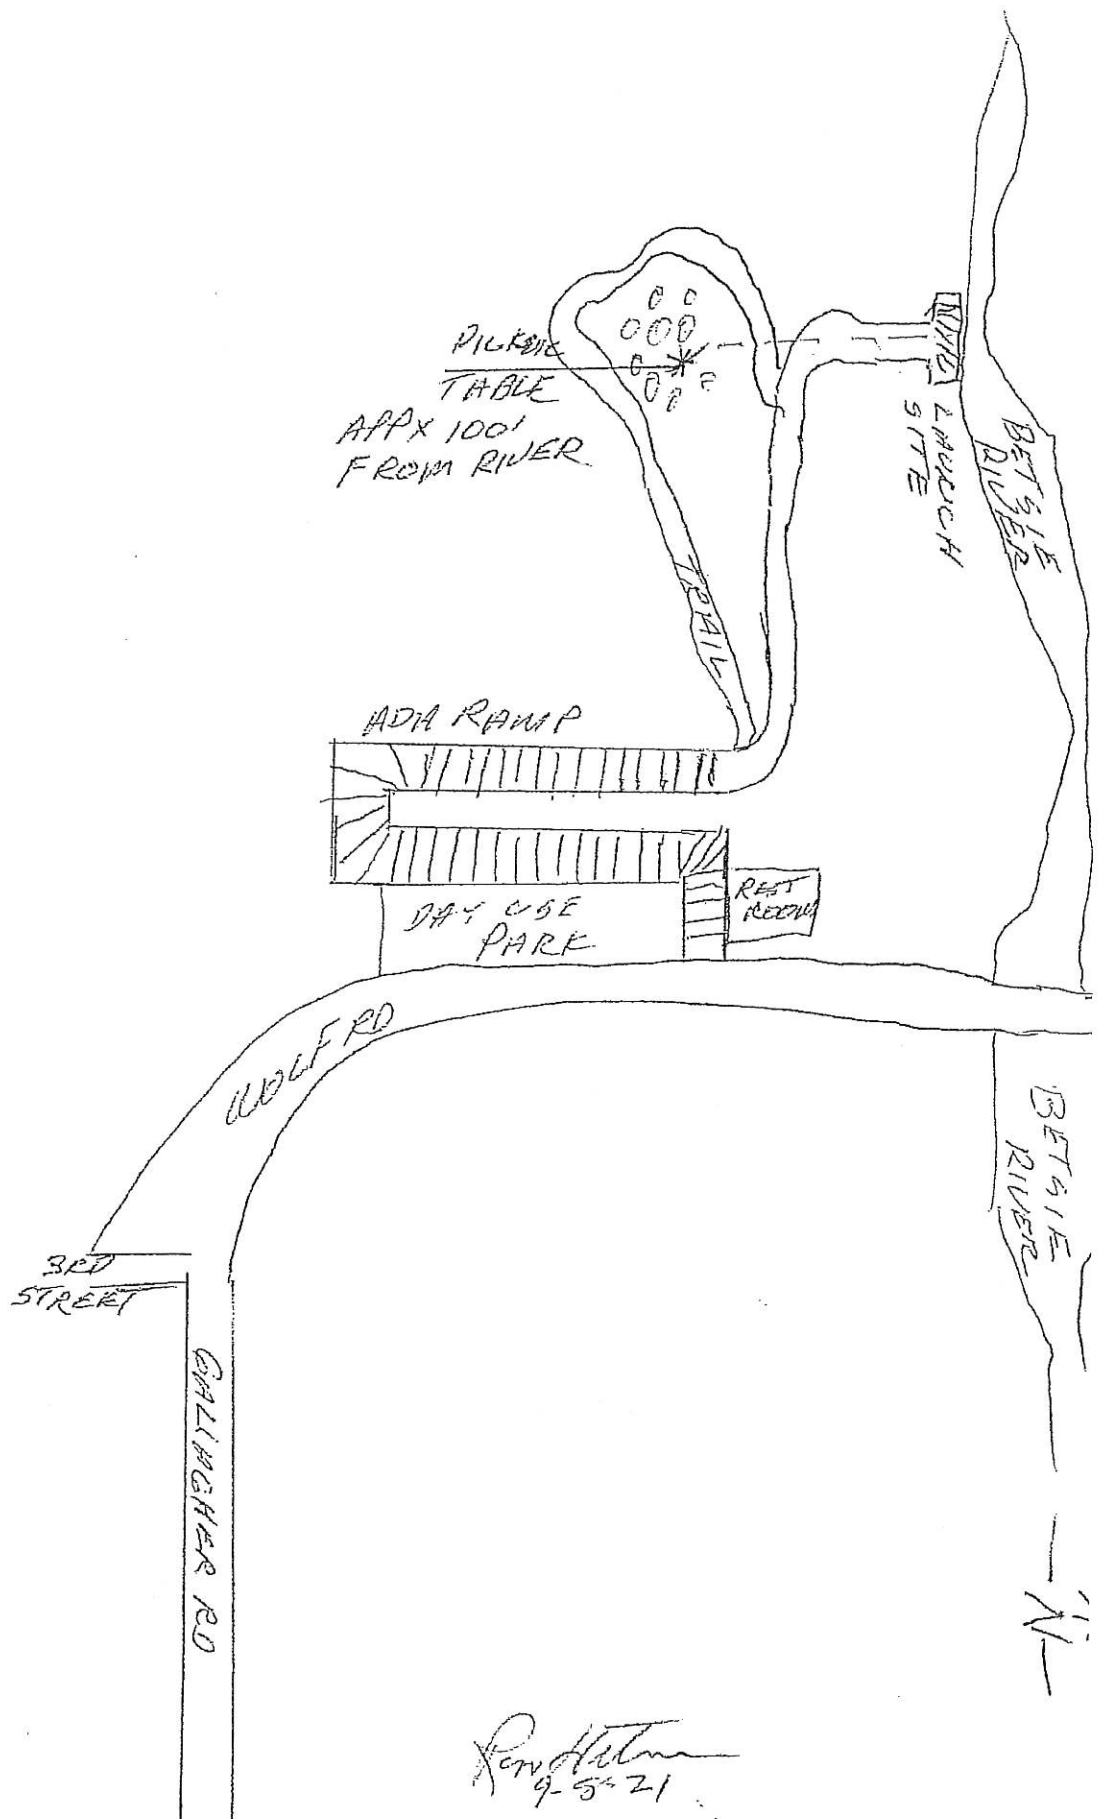 PICKNIC
TABLE
APPX 100'
FROM RIVER
LAUNCH
SITE
BETSIE
RIVER
TRAIL
ADA RAMP
DAY USE
PARK
REST
ROOM
WOLF RD
BETSIE
RIVER
3RD
STREET
GALLAGHER RD
N
9-5-21